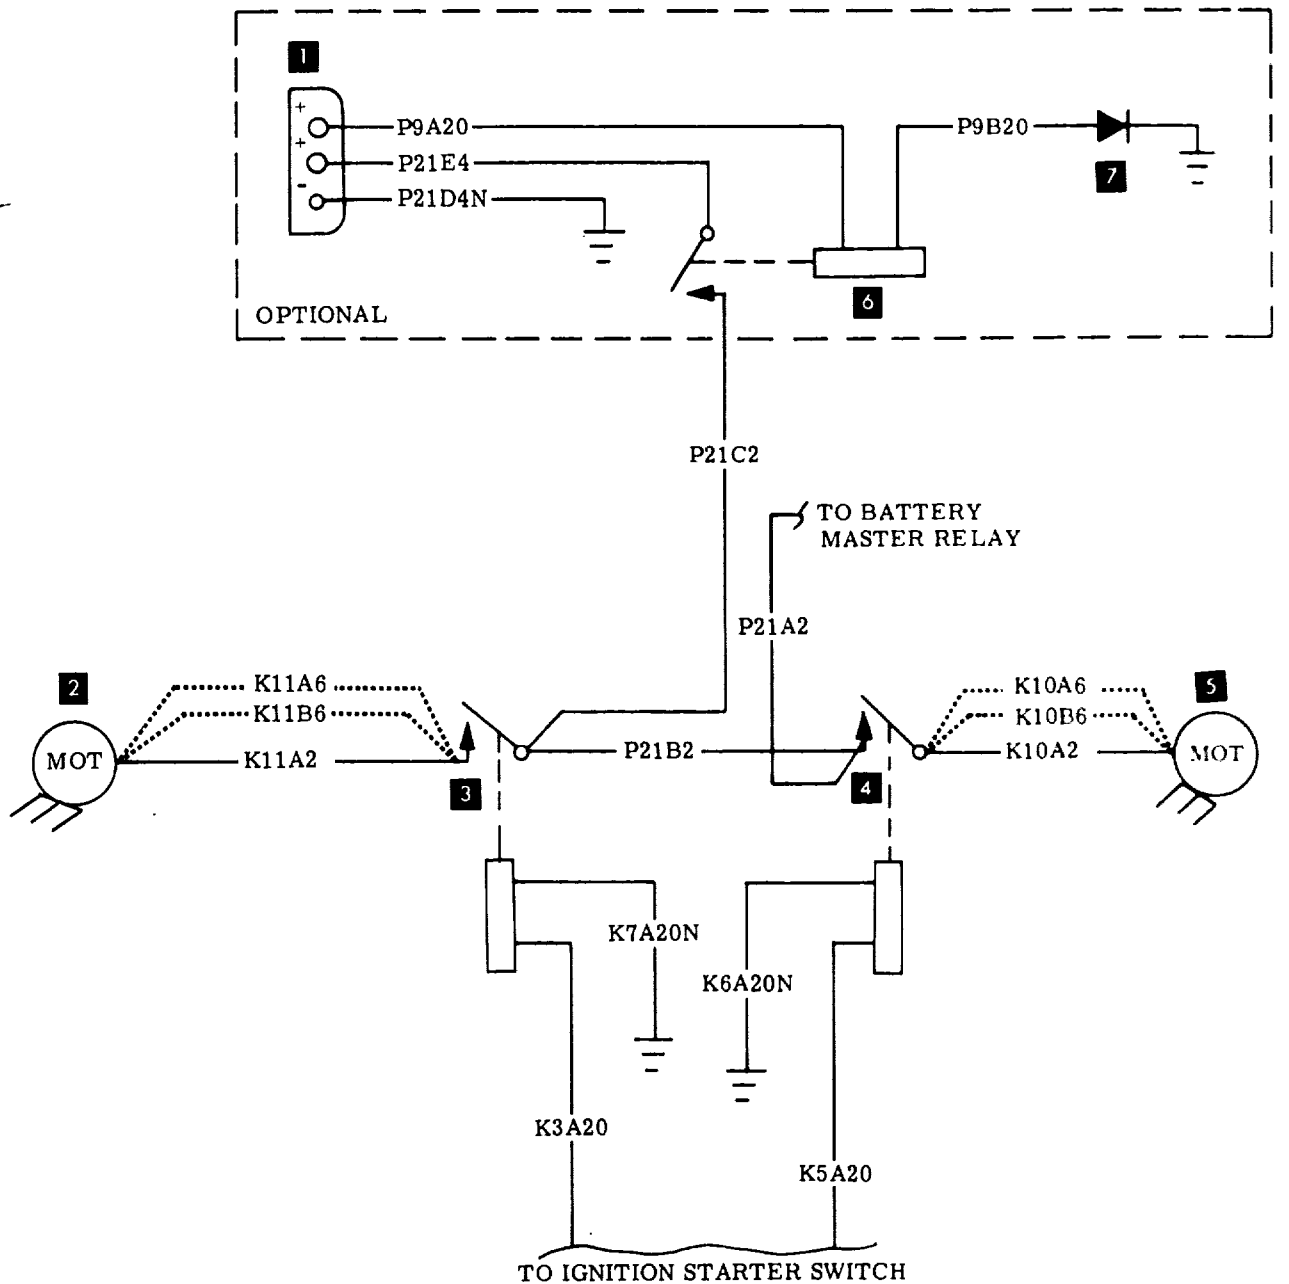 1
+
P9A20
P9B20
+
P21E4
7
-
P21D4N
6
OPTIONAL
P21C2
TO BATTERY
MASTER RELAY
P21A2
2
K11A6
K10A6
5
K11B6
K10B6
MOT
K11A2
P21B2
K10A2
MOT
3
4
K7A20N
K6A20N
K3A20
K5A20
TO IGNITION STARTER SWITCH